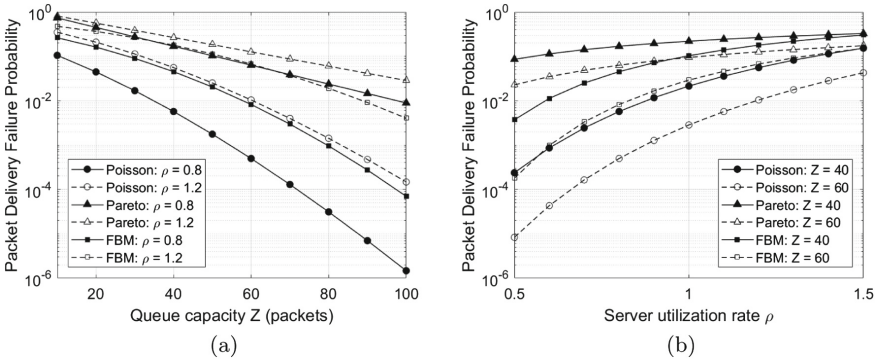 Packet Delivery Failure Probability
10^0
10^-2
10^-4
10^-6
Poisson: ρ = 0.8
Poisson: ρ = 1.2
Pareto: ρ = 0.8
Pareto: ρ = 1.2
FBM: ρ = 0.8
FBM: ρ = 1.2
20 40 60 80 100
Queue capacity Z (packets)
(a)
Packet Delivery Failure Probability
10^0
10^-2
10^-4
10^-6
Poisson: Z = 40
Poisson: Z = 60
Pareto: Z = 40
Pareto: Z = 60
FBM: Z = 40
FBM: Z = 60
0.5 1 1.5
Server utilization rate ρ
(b)